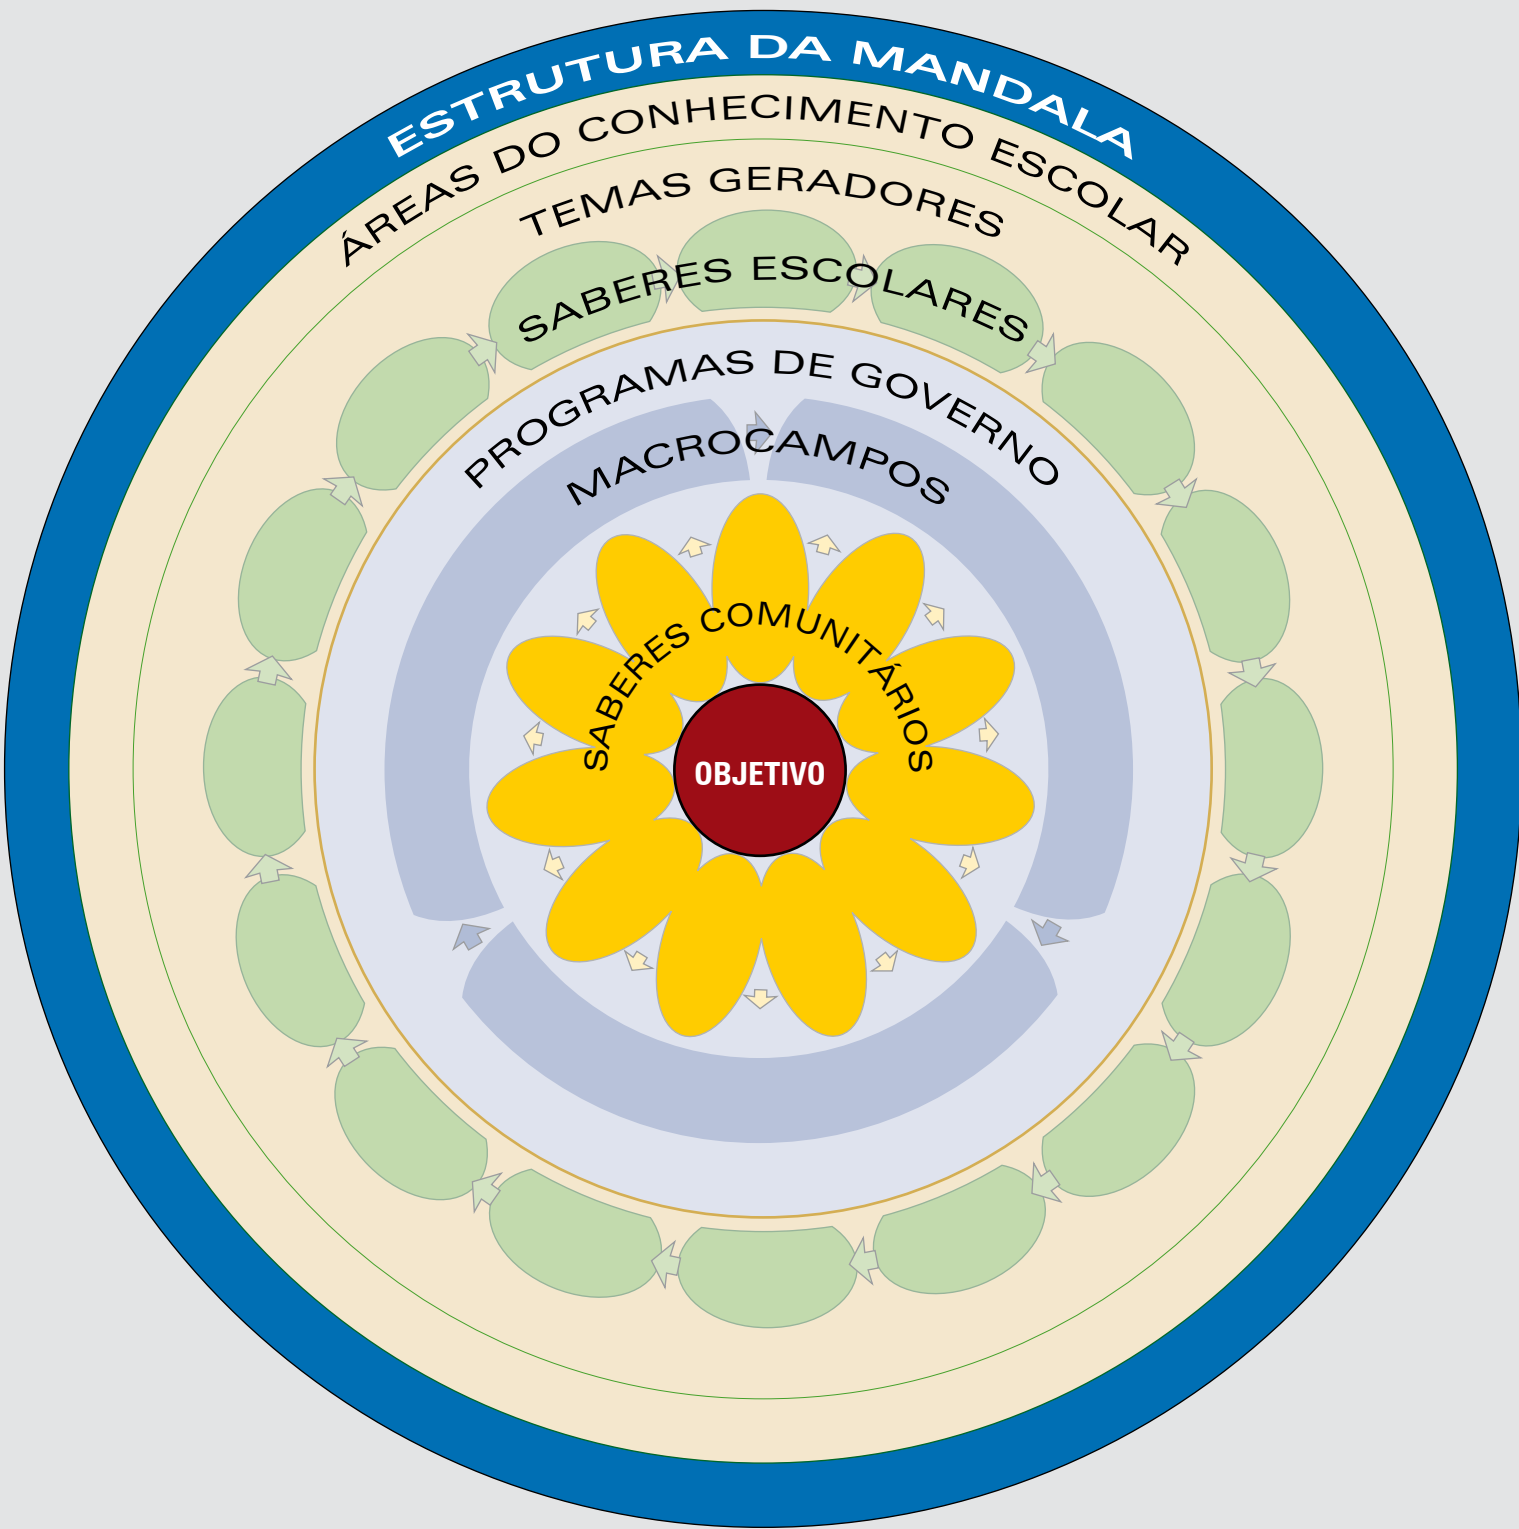 ESTRUTURA DA MANDALA
ÁREAS DO CONHECIMENTO ESCOLAR
TEMAS GERADORES
SABERES ESCOLARES
PROGRAMAS DE GOVERNO
MACROCAMPOS
SABERES COMUNITÁRIOS
OBJETIVO